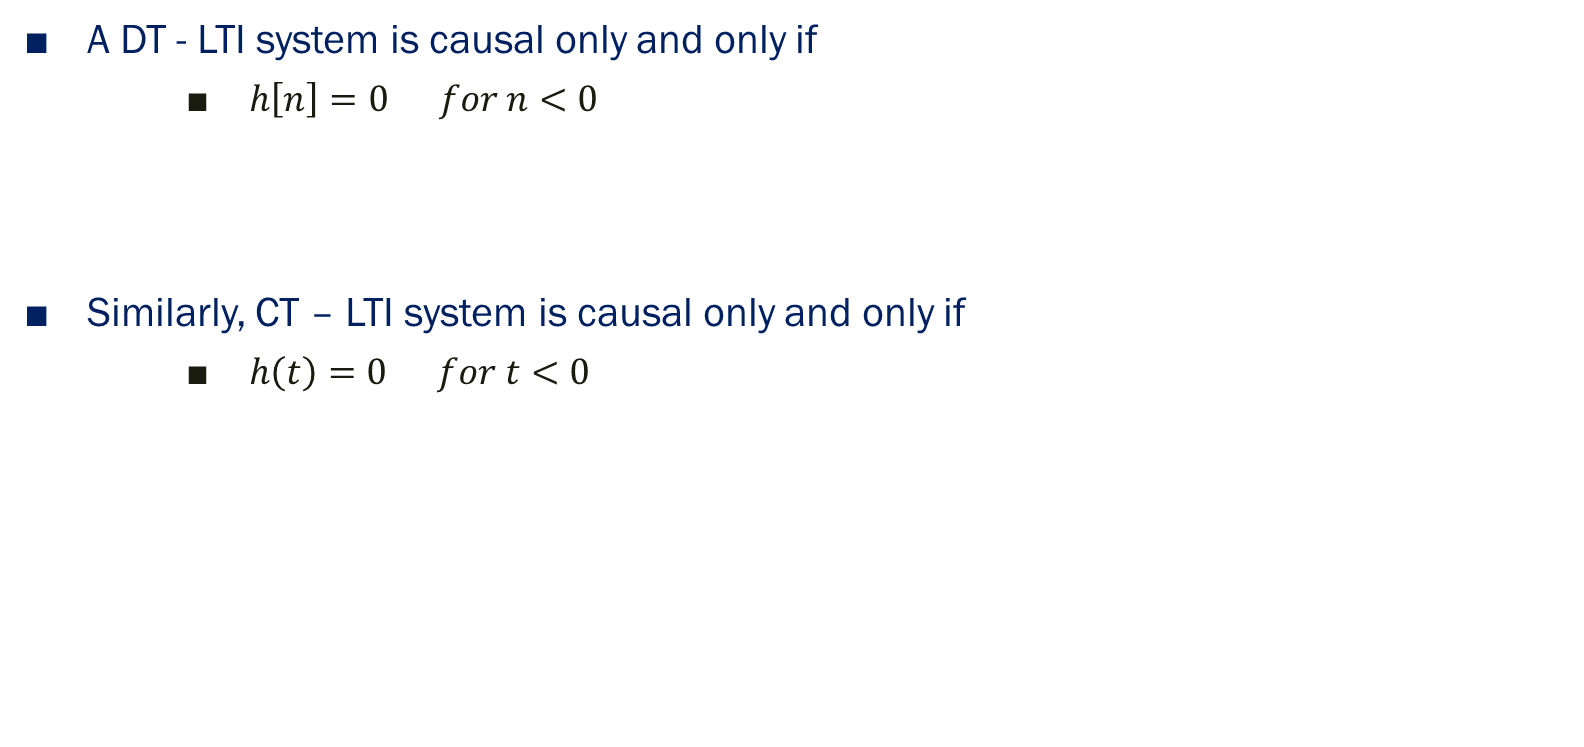 ■ A DT - LTI system is causal only and only if
■ h[n] = 0 for n < 0
■ Similarly, CT – LTI system is causal only and only if
■ h(t) = 0 for t < 0